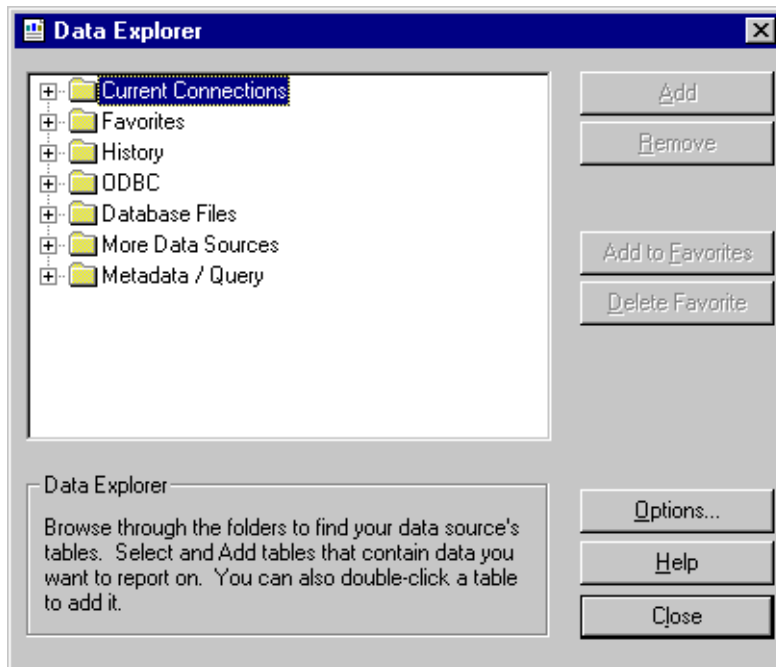 Data Explorer
Current Connections
Favorites
History
ODBC
Database Files
More Data Sources
Metadata / Query
Add
Remove
Add to Favorites
Delete Favorite
Data Explorer
Browse through the folders to find your data source's
tables.  Select and Add tables that contain data you
want to report on.  You can also double-click a table
to add it.
Options...
Help
Close